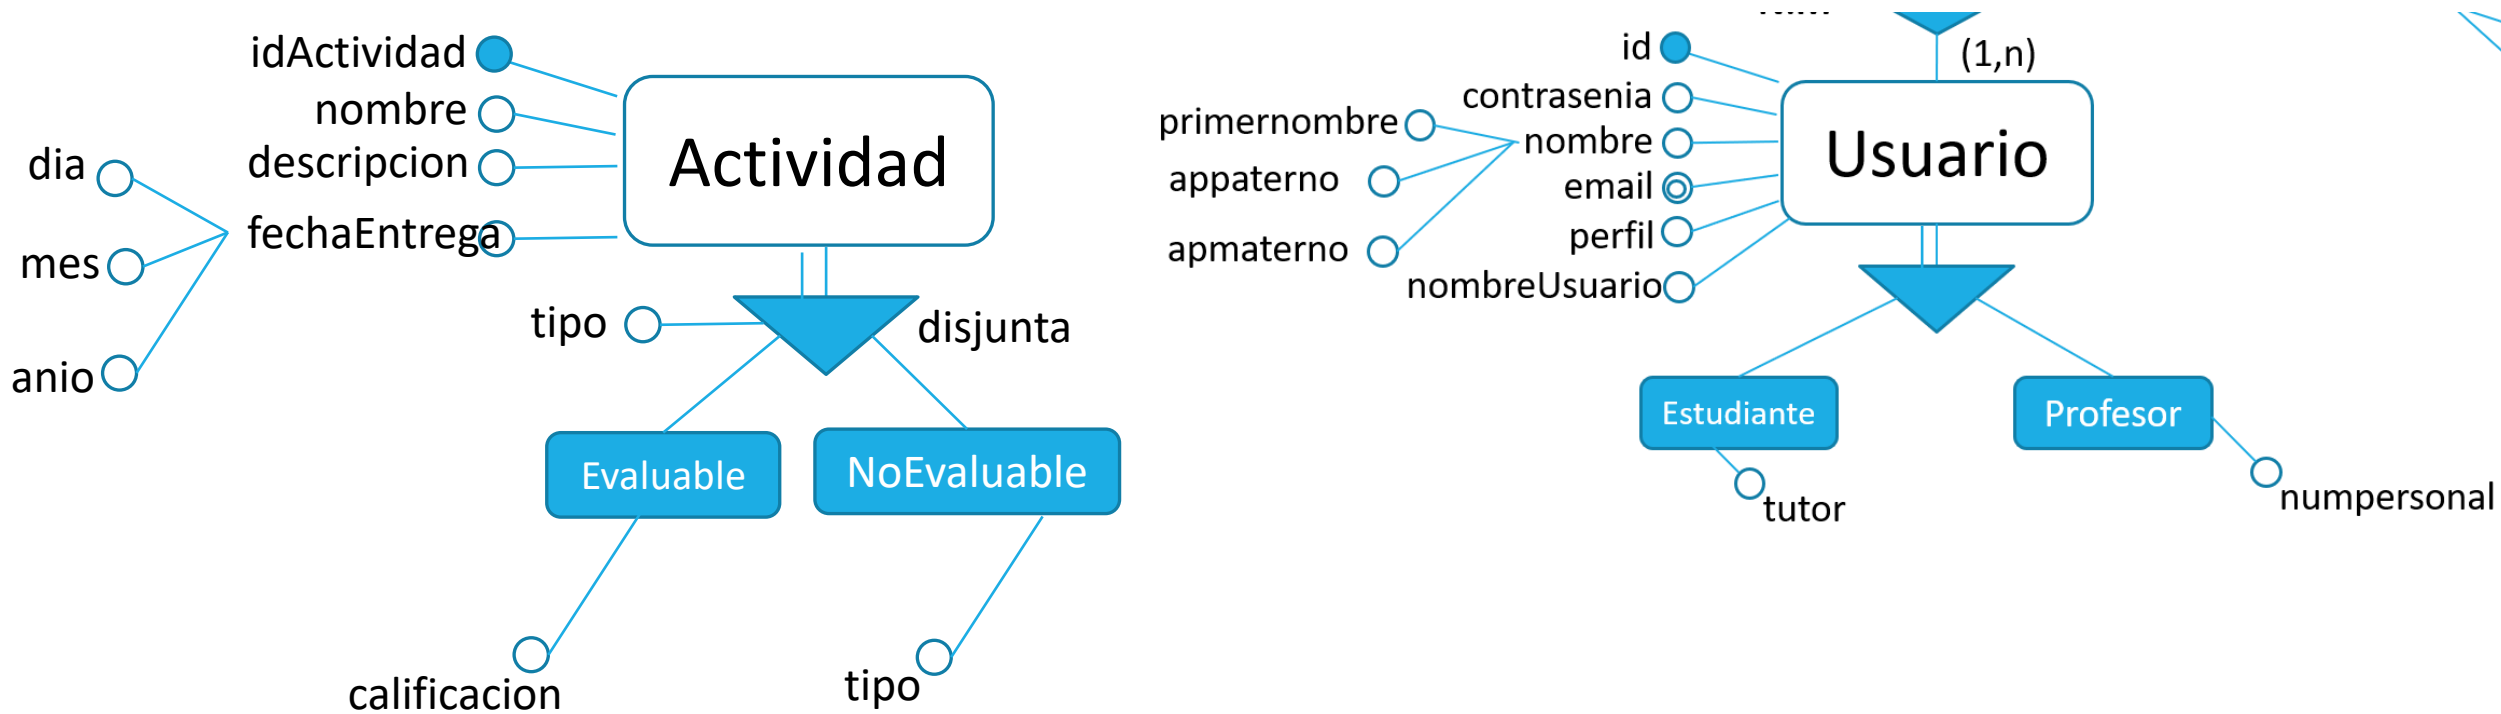 idActividad
nombre
descripcion
fechaEntrega
dia
mes
anio
Actividad
tipo
disjunta
Evaluable
NoEvaluable
calificacion
tipo
(1,n)
id
contrasenia
nombre
email
perfil
nombreUsuario
primernombre
appaterno
apmaterno
Usuario
Estudiante
Profesor
tutor
numpersonal